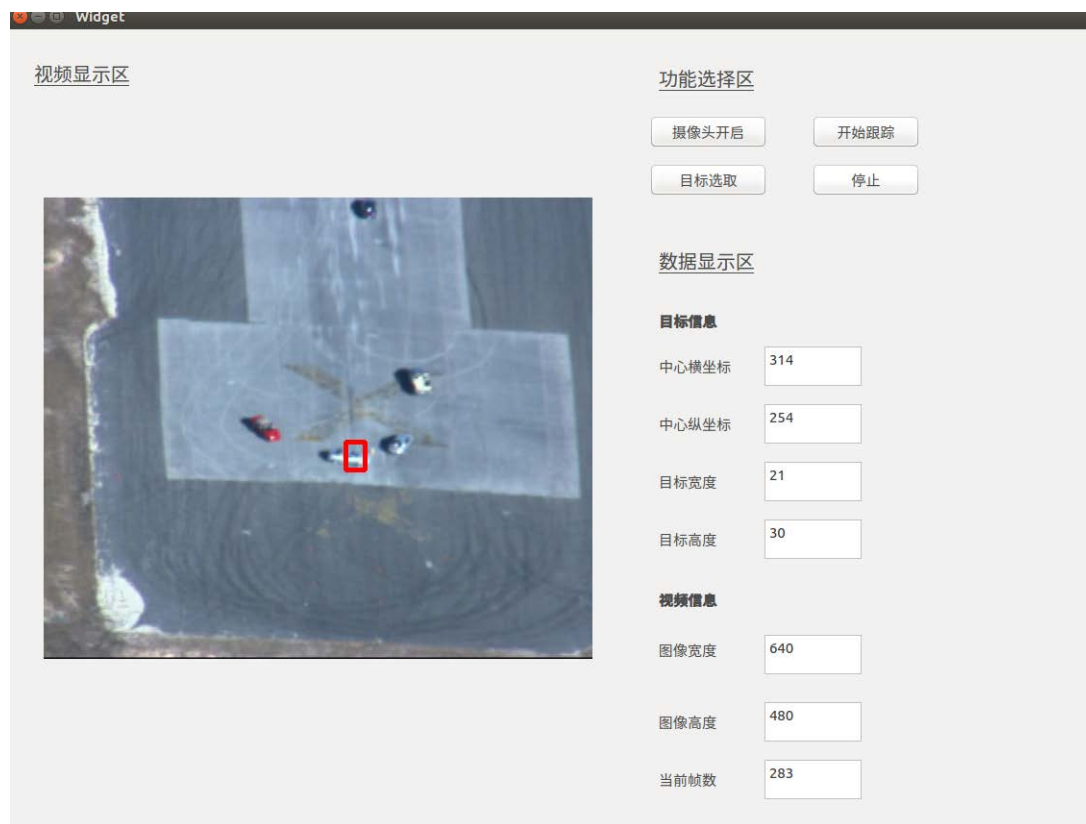 Widget
视频显示区
功能选择区
摄像头开启
开始跟踪
目标选取
停止
数据显示区
目标信息
中心横坐标
314
中心纵坐标
254
目标宽度
21
目标高度
30
视频信息
图像宽度
640
图像高度
480
当前帧数
283